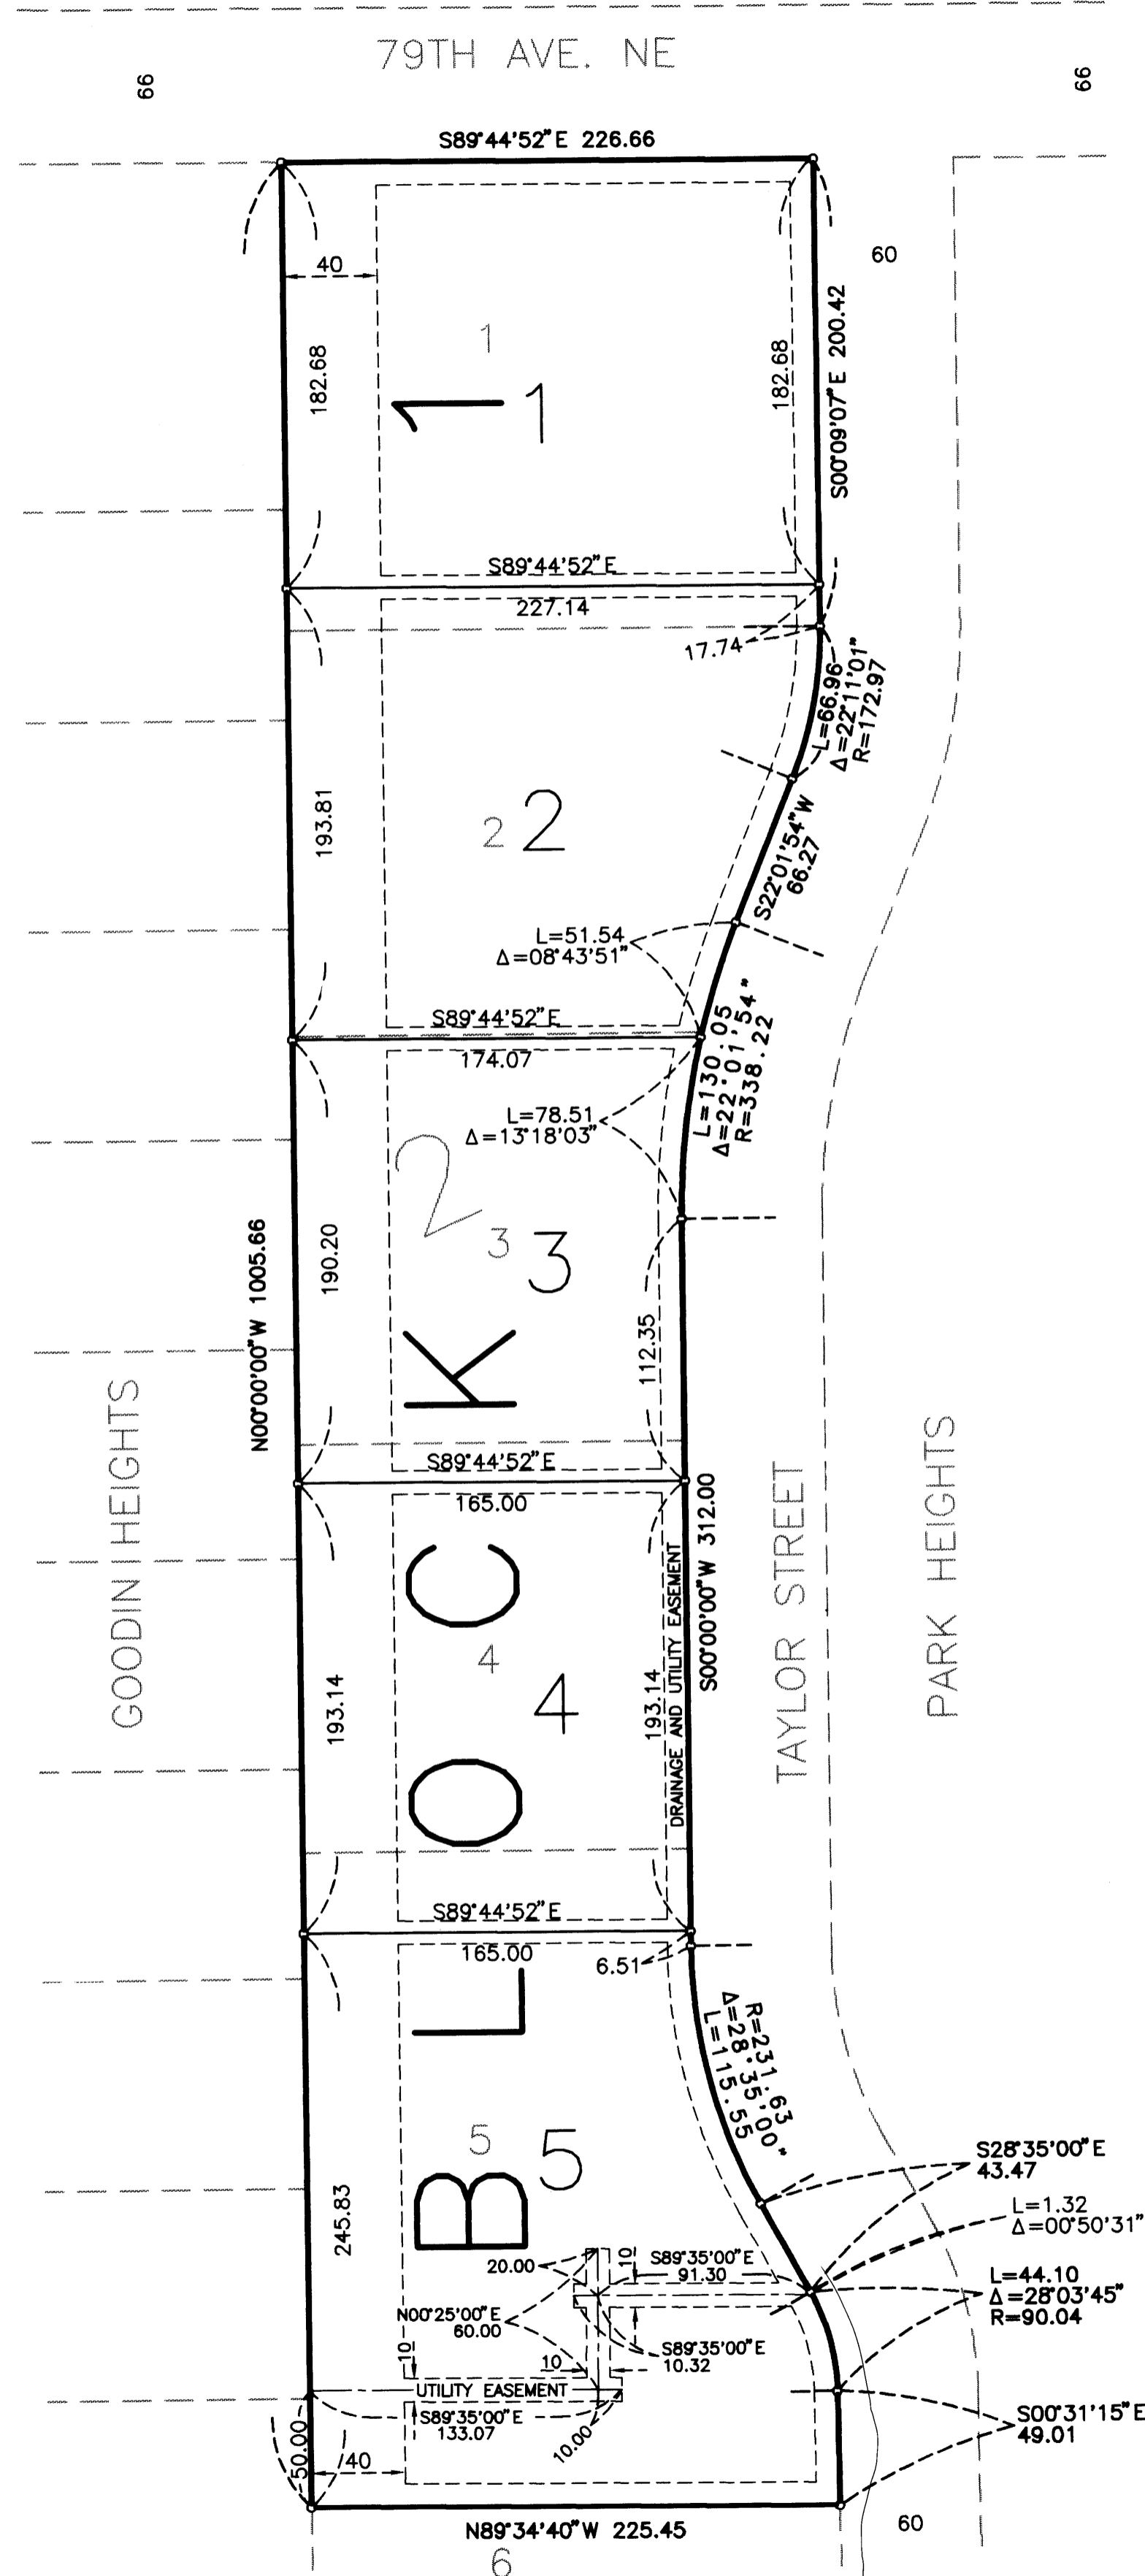 79TH AVE. NE
66
66
S89°44'52"E 226.66
60
40
182.68
1
1
1
182.68
S00°09'07"E 200.42
S89°44'52"E
227.14
17.74
L=66.96
Δ=22°11'01"
R=172.97
193.81
2
2
S22°01'54"W
66.27
L=51.54
Δ=08°43'51"
S89°44'52"E
174.07
L=130.05
Δ=22°01'54"
R=338.22
L=78.51
Δ=13°18'03"
2
3
3
N00°00'00"W 1005.66
190.20
112.35
S89°44'52"E
165.00
GOODIN HEIGHTS
BLOCK
4
4
193.14
193.14
DRAINAGE AND UTILITY EASEMENT
S00°00'00"W 312.00
TAYLOR STREET
PARK HEIGHTS
S89°44'52"E
165.00
6.51
R=231.63
Δ=28°35'00"
L=115.55
5
5
245.83
S28°35'00"E
43.47
L=1.32
Δ=00°50'31"
L=44.10
Δ=28°03'45"
R=90.04
20.00
10
S89°35'00"E
91.30
N00°25'00"E
60.00
S89°35'00"E
10.32
10
10
UTILITY EASEMENT
S89°35'00"E
133.07
10.00
S00°31'15"E
49.01
50.00
40
N89°34'40"W 225.45
60
6